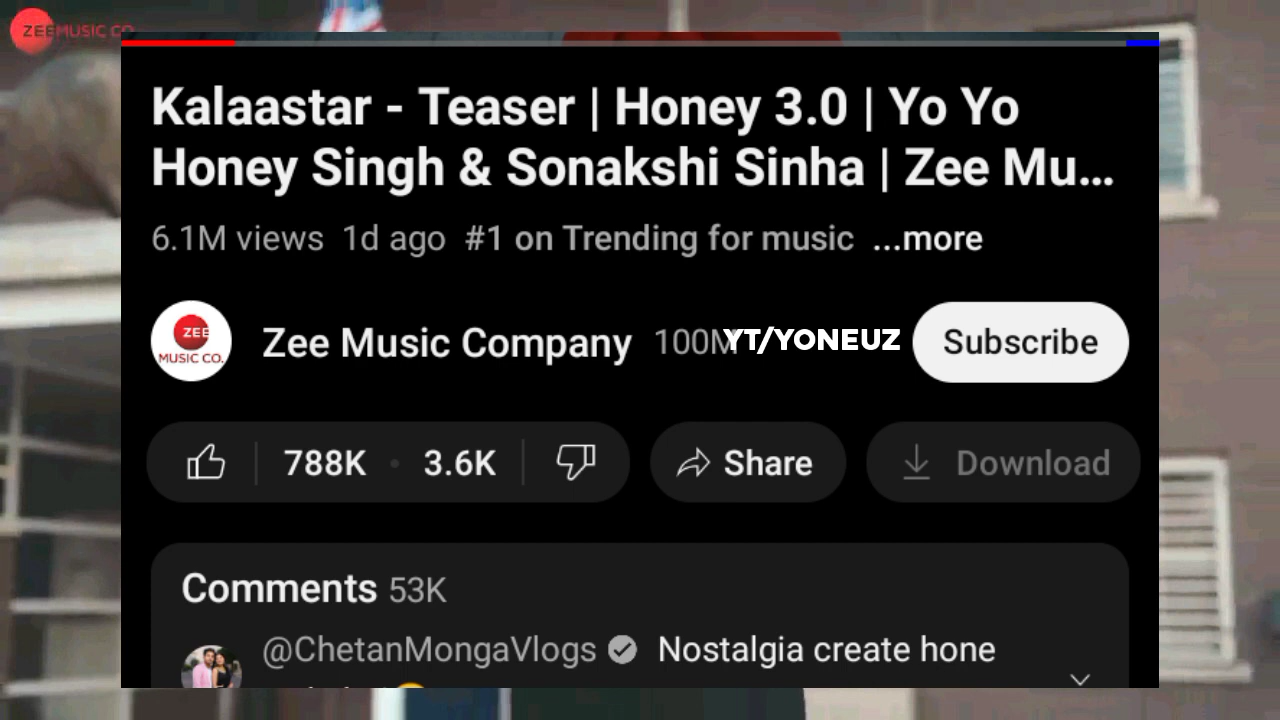 ZEE MUSIC CO.
Kalaastar - Teaser | Honey 3.0 | Yo Yo
Honey Singh & Sonakshi Sinha | Zee Mu...
6.1M views 1d ago #1 on Trending for music ...more
ZEE
MUSIC CO.
Zee Music Company 100M YT/YONEUZ Subscribe
788K • 3.6K Share Download
Comments 53K
@ChetanMongaVlogs Nostalgia create hone